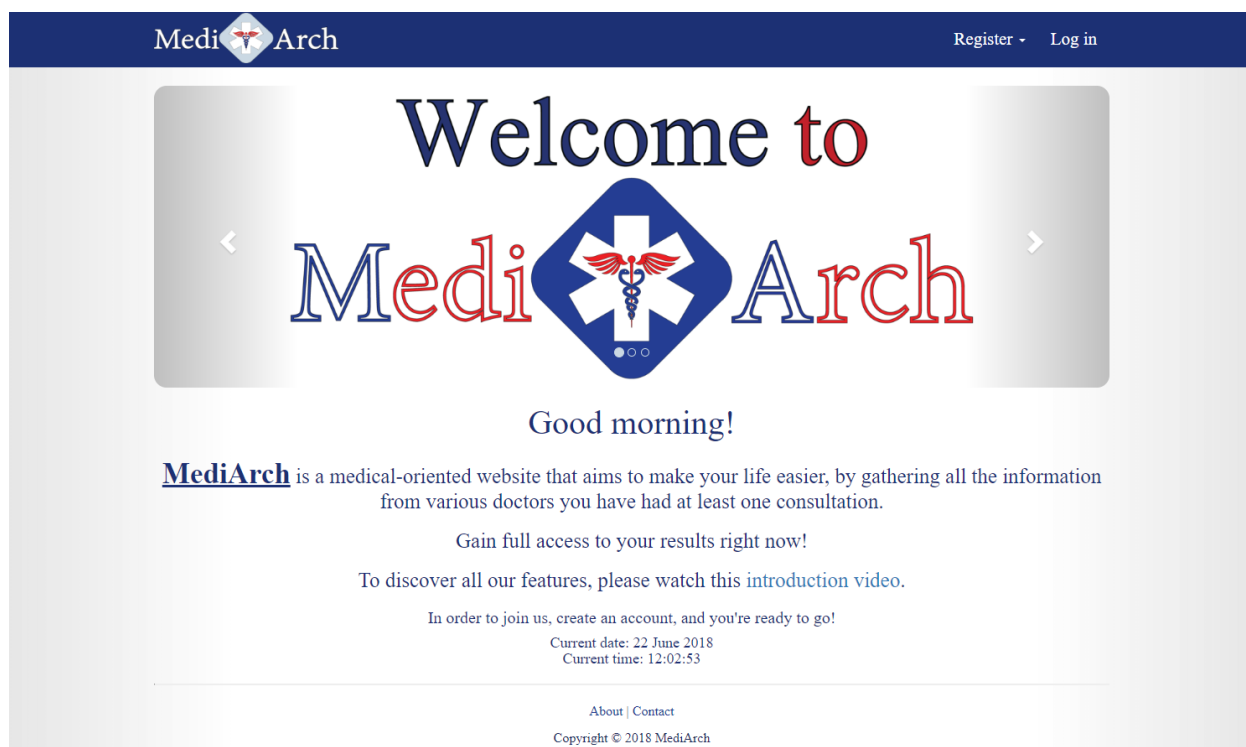 Medi Arch
Register
Log in
Welcome to
Medi Arch
Good morning!
MediArch is a medical-oriented website that aims to make your life easier, by gathering all the information
from various doctors you have had at least one consultation.
Gain full access to your results right now!
To discover all our features, please watch this introduction video.
In order to join us, create an account, and you're ready to go!
Current date: 22 June 2018
Current time: 12:02:53
About | Contact
Copyright © 2018 MediArch